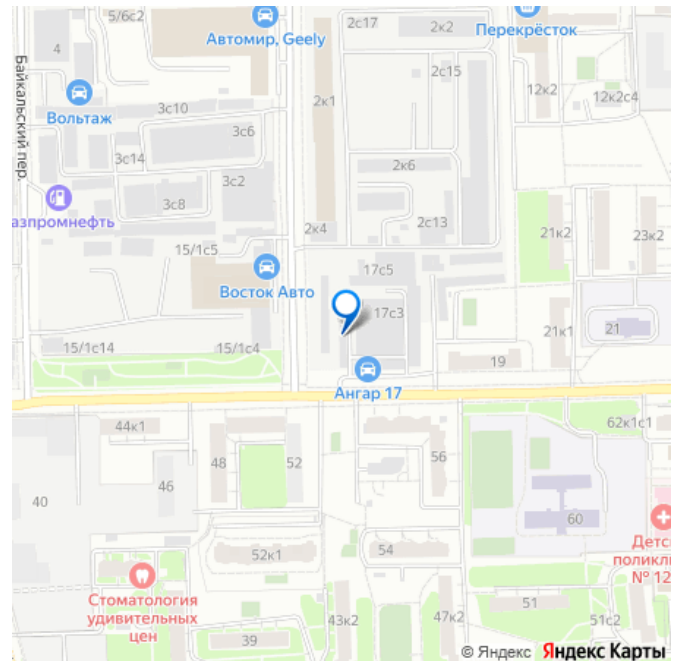 5/6с2
2с17
2к2
4
Автомир, Geely
Перекрёсток
2с15
Байкальский пер.
12к2
12к2с4
Вольтаж
3с10
2к1
3с6
3с14
2к6
3с2
3с8
азпромнефть
2к4
2с13
21к2
23к2
15/1с5
17с5
Восток Авто
17с3
21к1
21
15/1с14
15/1с4
19
Ангар 17
44к1
62к1с1
48
52
56
40
46
60
52к1
54
Детс
поликл
№ 12
Стоматология
удивительных
цен
43к2
47к2
51
51с2
39
© Яндекс Яндекс Карты